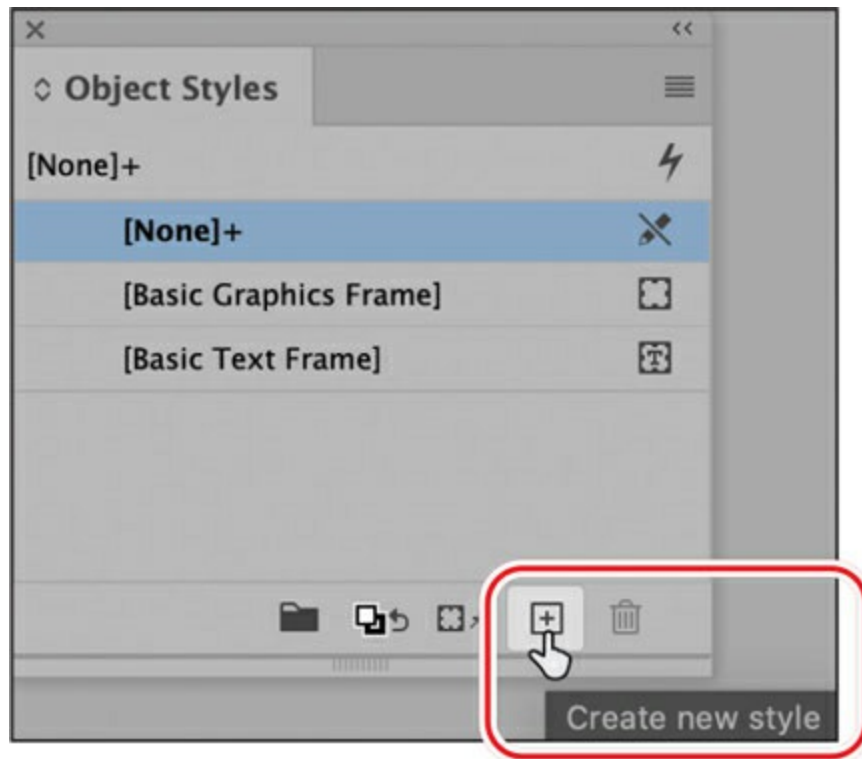 Object Styles
[None]+
[None]+
[Basic Graphics Frame]
[Basic Text Frame]
Create new style